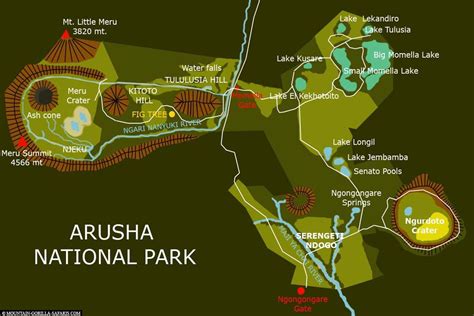 Mt. Little Meru
3820 mt.
Water falls
TULULUSIA HILL
Meru
Crater
KITOTO
HILL
Ash cone
FIG TREE
NGARI NANYUKI RIVER
NJEKU
Meru Summit
4566 mt
Lake Lekandiro
Lake Tulusia
Lake Kusare
Big Momella Lake
Small Momella Lake
Lake El Kekhotoito
Gate
Lake Longil
Lake Jembamba
Senato Pools
Ngongongare
Springs
Ngurdoto
Crater
SERENGETI
NDOGO
ARUSHA
NATIONAL PARK
Ngongongare
Gate
© MOUNTAIN-GORILLA-SAFARIS.COM